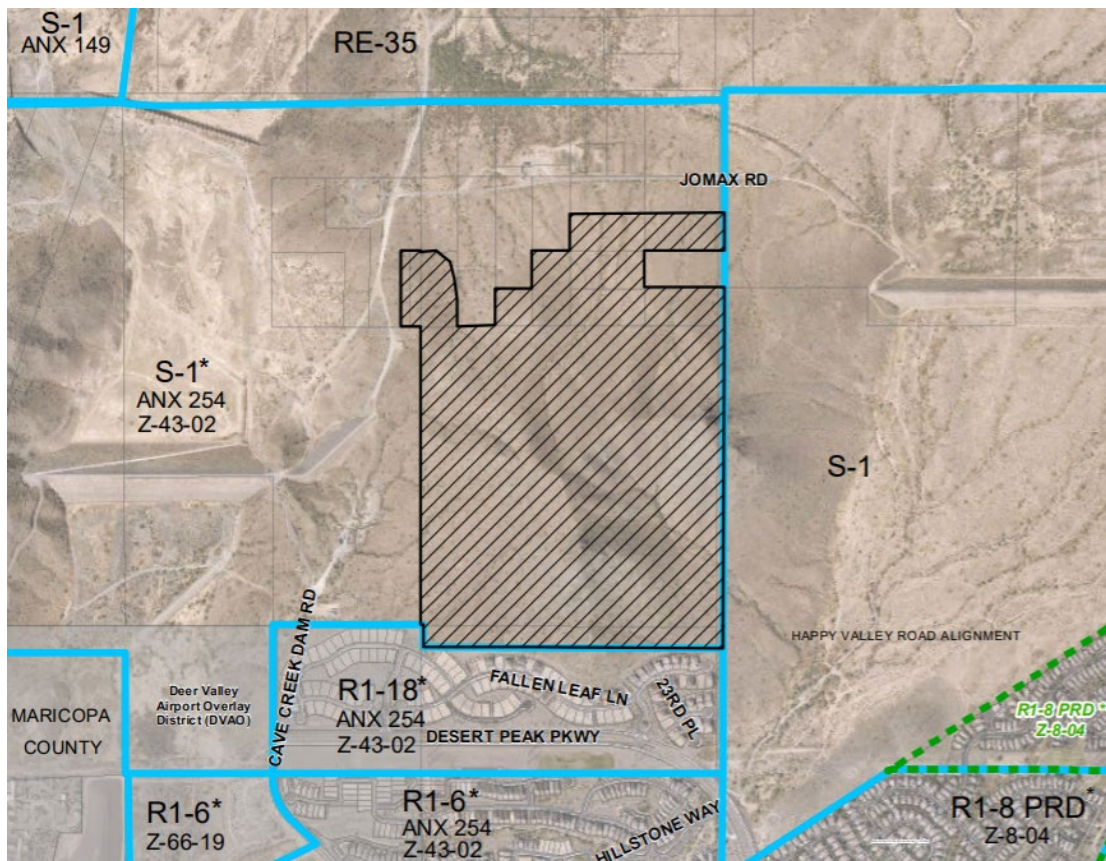 S-1
ANX 149
RE-35
JOMAX RD
S-1*
ANX 254
Z-43-02
S-1
CAVE CREEK DAM RD
HAPPY VALLEY ROAD ALIGNMENT
Deer Valley
Airport Overlay
District (DVAO)
MARICOPA
COUNTY
R1-18*
ANX 254
Z-43-02
FALLEN LEAF LN
23RD PL
DESERT PEAK PKWY
R1-8 PRD *
Z-8-04
R1-6*
Z-66-19
R1-6*
ANX 254
Z-43-02
HILLSTONE WAY
R1-8 PRD*
Z-8-04